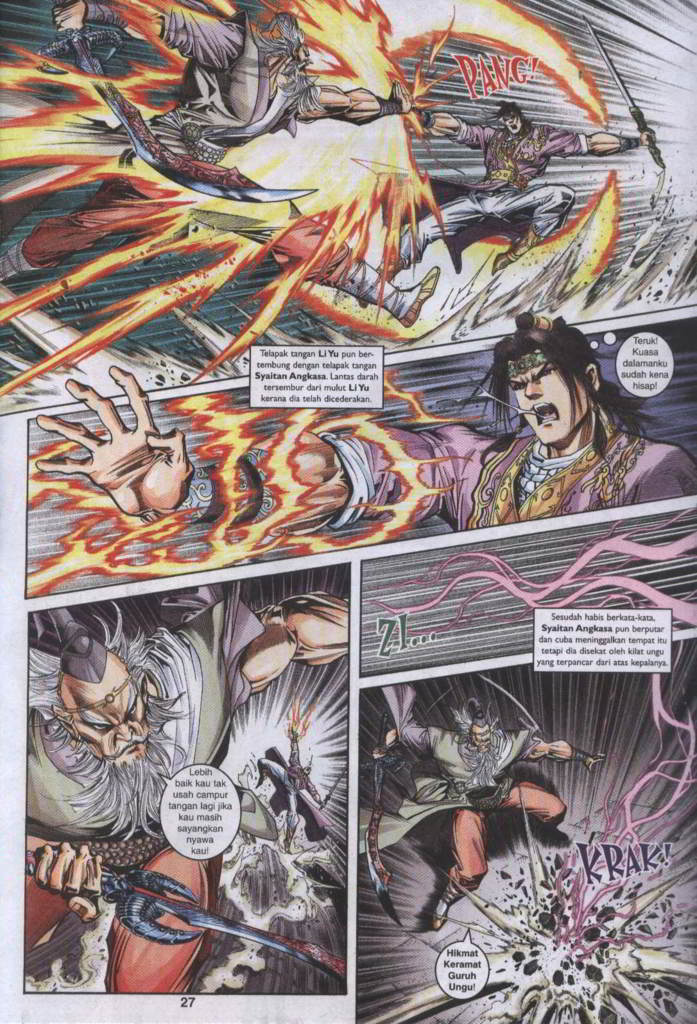 PANG!
Telapak tangan Li Yu pun ber-
tembung dengan telapak tangan
Syaitan Angkasa. Lantas darah
tersembur dari mulut Li Yu
kerana dia telah dicederakan.
Teruk!
Kuasa
dalamanku
sudah kena
hisap!
ZI...
Sesudah habis berkata-kata,
Syaitan Angkasa pun berputar
dan cuba meninggalkan tempat itu
tetapi dia disekat oleh kilat ungu
yang terpancar dari atas kepalanya.
Lebih
baik kau tak
usah campur
tangan lagi jika
kau masih
sayangkan
nyawa
kau!
KRAK!
Hikmat
Keramat
Guruh
Ungu!
27